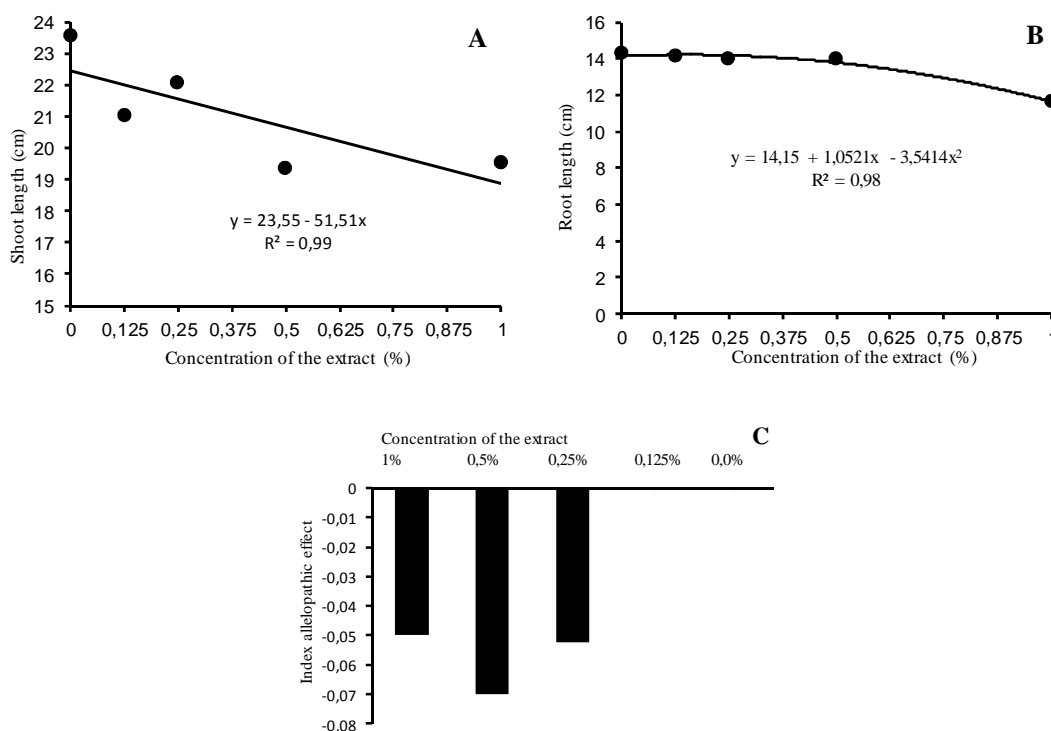 A
Shoot length (cm)
24
23
22
21
20
19
18
17
16
15
y = 23,55 - 51,51x
R² = 0,99
0 0,125 0,25 0,375 0,5 0,625 0,75 0,875 1
Concentration of the extract (%)
B
Root length (cm)
16
14
12
10
8
6
4
2
0
y = 14,15 + 1,0521x - 3,5414x²
R² = 0,98
0 0,125 0,25 0,375 0,5 0,625 0,75 0,875 1
Concentration of the extract (%)
C
Concentration of the extract
1% 0,5% 0,25% 0,125% 0,0%
Index allelopathic effect
0
-0,01
-0,02
-0,03
-0,04
-0,05
-0,06
-0,07
-0,08